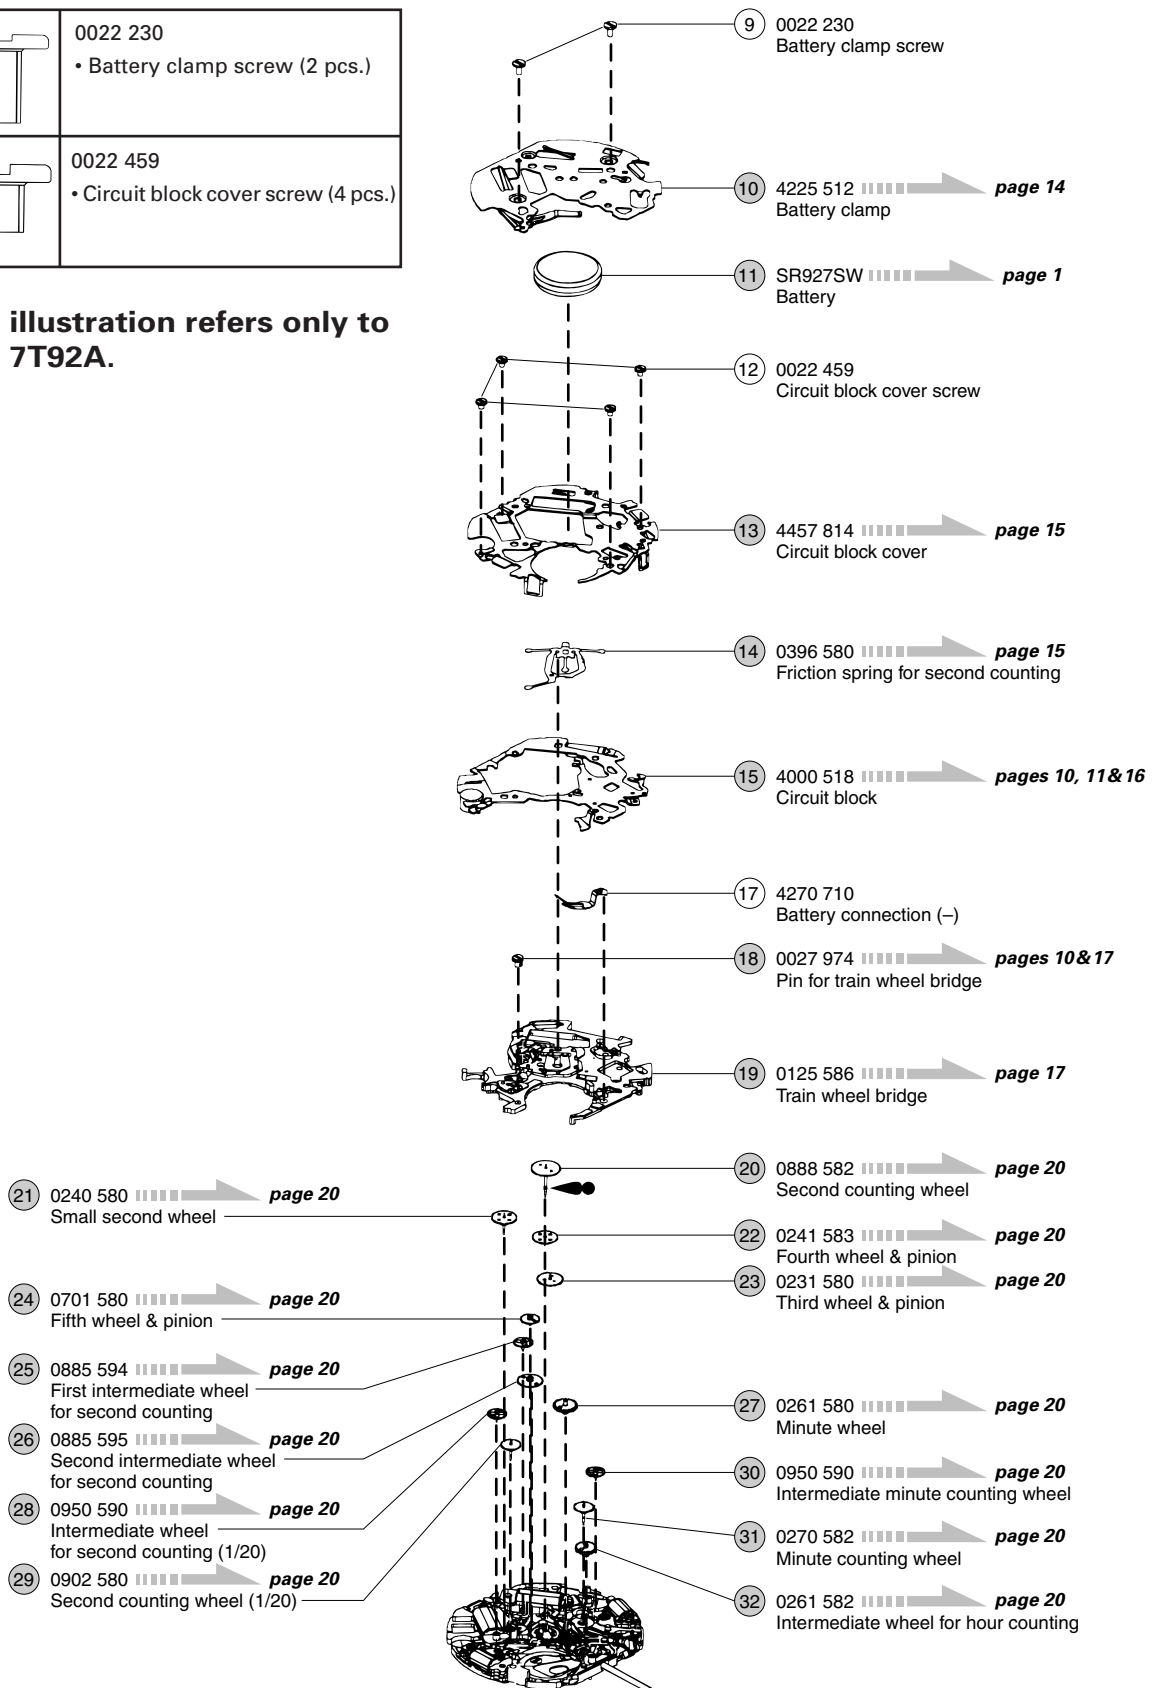 0022 230
• Battery clamp screw (2 pcs.)
0022 459
• Circuit block cover screw (4 pcs.)
illustration refers only to
7T92A.
9 0022 230
Battery clamp screw
10 4225 512 page 14
Battery clamp
11 SR927SW page 1
Battery
12 0022 459
Circuit block cover screw
13 4457 814 page 15
Circuit block cover
14 0396 580 page 15
Friction spring for second counting
15 4000 518 pages 10, 11&16
Circuit block
17 4270 710
Battery connection (–)
18 0027 974 pages 10&17
Pin for train wheel bridge
19 0125 586 page 17
Train wheel bridge
20 0888 582 page 20
Second counting wheel
21 0240 580 page 20
Small second wheel
22 0241 583 page 20
Fourth wheel & pinion
23 0231 580 page 20
Third wheel & pinion
24 0701 580 page 20
Fifth wheel & pinion
25 0885 594 page 20
First intermediate wheel
for second counting
26 0885 595 page 20
Second intermediate wheel
for second counting
27 0261 580 page 20
Minute wheel
28 0950 590 page 20
Intermediate wheel
for second counting (1/20)
29 0902 580 page 20
Second counting wheel (1/20)
30 0950 590 page 20
Intermediate minute counting wheel
31 0270 582 page 20
Minute counting wheel
32 0261 582 page 20
Intermediate wheel for hour counting